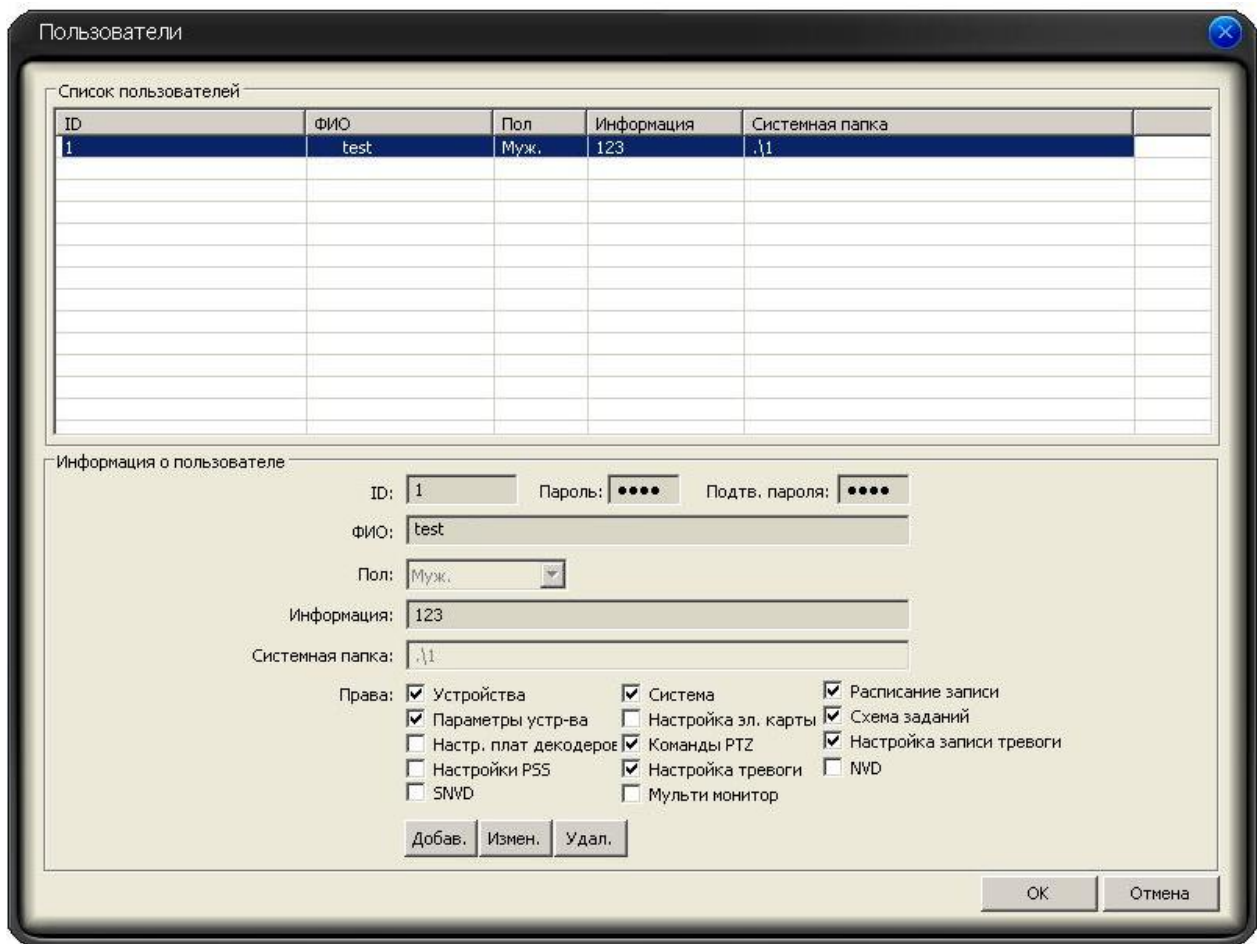 Пользователи
Список пользователей
ID ФИО Пол Информация Системная папка
1 test Муж. 123 .\1
Информация о пользователе
ID: 1 Пароль: •••• Подтв. пароля: ••••
ФИО: test
Пол: Муж.
Информация: 123
Системная папка: .\1
Права: Устройства Система Расписание записи
Параметры устр-ва Настройка эл. карты Схема заданий
Настр. плат декодеров Команды PTZ Настройка записи тревоги
Настройки PSS Настройка тревоги NVD
SNVD Мульти монитор
Добав. Измен. Удал.
OK Отмена